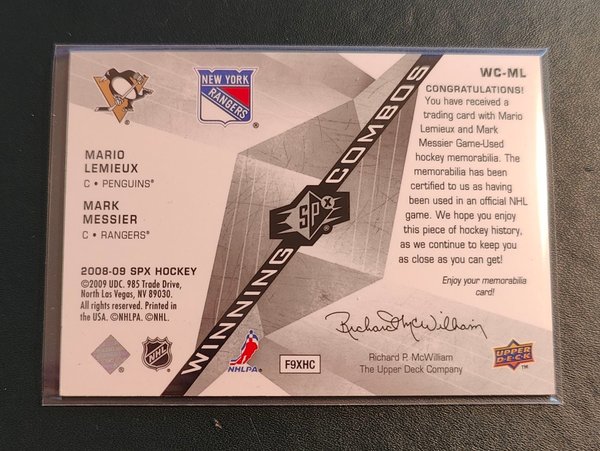 NEW YORK
RANGERS
®
®
MARIO
LEMIEUX
C • PENGUINS®
MARK
MESSIER
C • RANGERS®
2008-09 SPX HOCKEY
©2009 UDC. 985 Trade Drive,
North Las Vegas, NV 89030.
All rights reserved. Printed in
the USA. ©NHLPA. ©NHL.
NHL
®
NHLPA®
F9XHC
WINNING
SPx
®
COMBOS
WC-ML
CONGRATULATIONS!
You have received a
trading card with Mario
Lemieux and Mark
Messier Game-Used
hockey memorabilia. The
memorabilia has been
certified to us as having
been used in an official NHL
game. We hope you enjoy
this piece of hockey history,
as we continue to keep you
as close as you can get!
Enjoy your memorabilia
card!
Richard McWilliam
Richard P. McWilliam
The Upper Deck Company
UPPER
DECK
TM